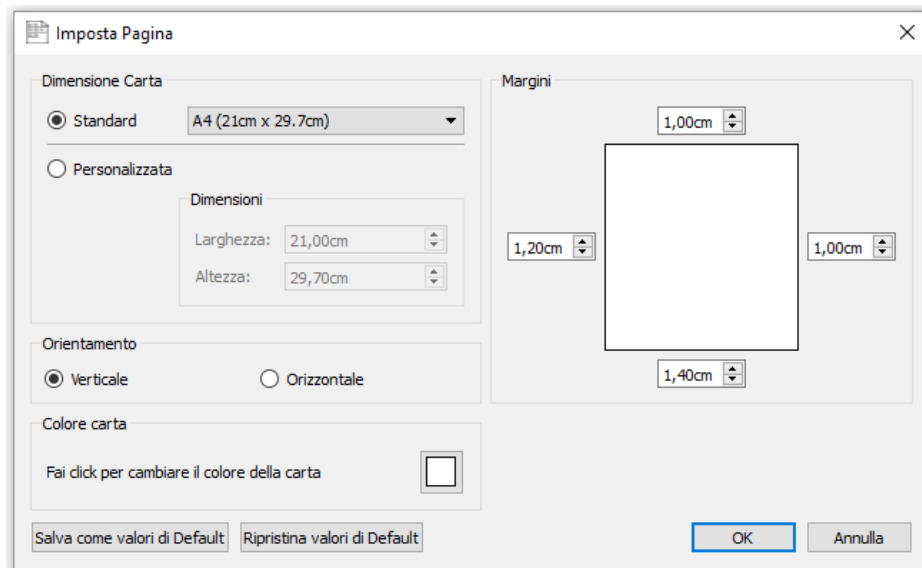 Imposta Pagina
Dimensione Carta
Standard
A4 (21cm x 29.7cm)
Personalizzata
Dimensioni
Larghezza: 21,00cm
Altezza: 29,70cm
Orientamento
Verticale
Orizzontale
Colore carta
Fai click per cambiare il colore della carta
Margini
1,00cm
1,20cm
1,00cm
1,40cm
Salva come valori di Default
Ripristina valori di Default
OK
Annulla